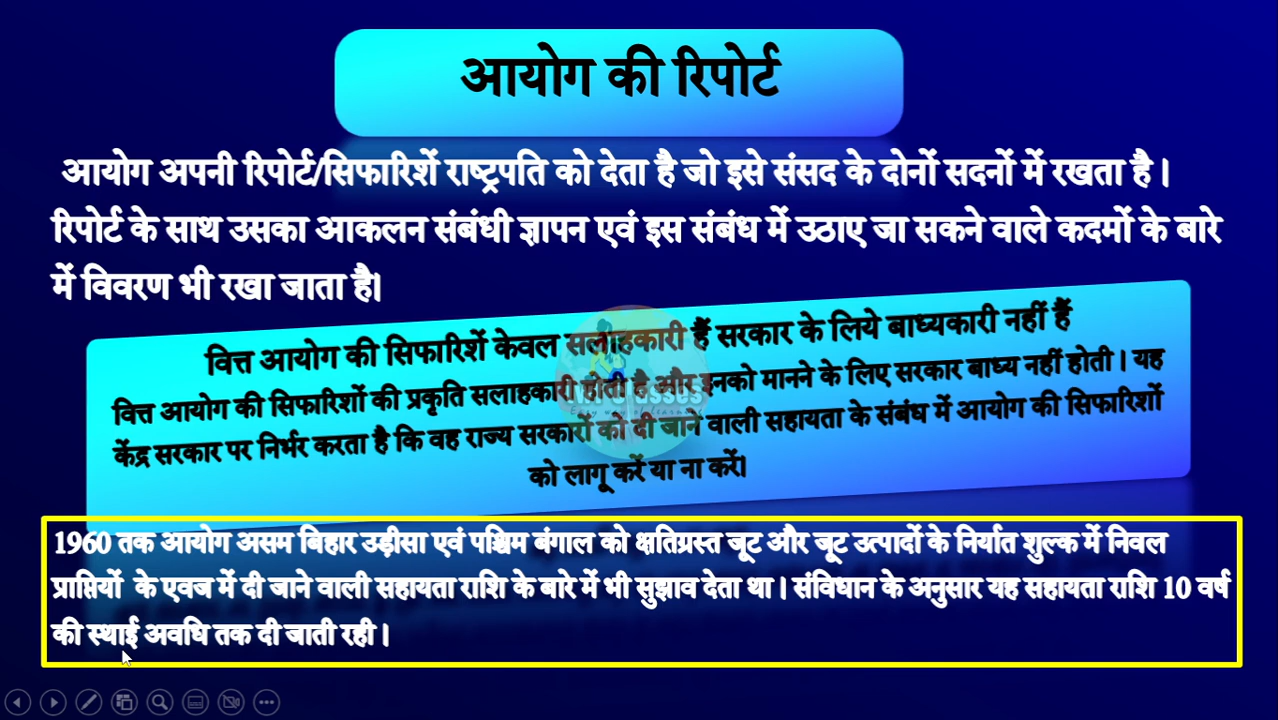 आयोग की रिपोर्ट
आयोग अपनी रिपोर्ट/सिफारिशें राष्ट्रपति को देता है जो इसे संसद के दोनों सदनों में रखता है।
रिपोर्ट के साथ उसका आकलन संबंधी ज्ञापन एवं इस संबंध में उठाए जा सकने वाले कदमों के बारे
में विवरण भी रखा जाता है।
वित्त आयोग की सिफारिशें केवल सलाहकारी हैं सरकार के लिये बाध्यकारी नहीं हैं
वित्त आयोग की सिफारिशों की प्रकृति सलाहकारी होती है और इनको मानने के लिए सरकार बाध्य नहीं होती। यह
केंद्र सरकार पर निर्भर करता है कि वह राज्य सरकारों को दी जाने वाली सहायता के संबंध में आयोग की सिफारिशों
को लागू करें या ना करें।
1960 तक आयोग असम बिहार उड़ीसा एवं पश्चिम बंगाल को क्षतिग्रस्त जूट और जूट उत्पादों के निर्यात शुल्क में निवल
प्राप्तियों के एवज में दी जाने वाली सहायता राशि के बारे में भी सुझाव देता था। संविधान के अनुसार यह सहायता राशि 10 वर्ष
की स्थाई अवधि तक दी जाती रही।